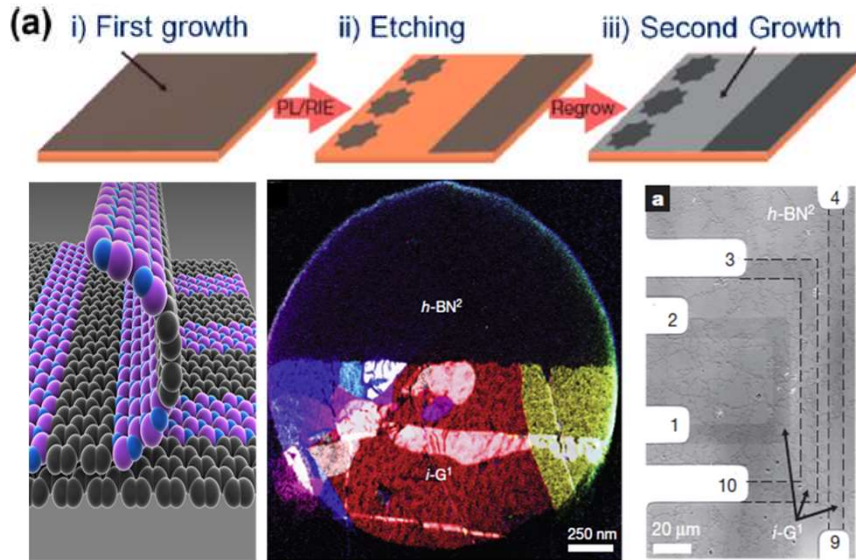 (a) i) First growth ii) Etching iii) Second Growth
PL/RIE Regrow
h-BN²
i-G¹
250 nm
a
h-BN²
4
3
2
1
10
i-G¹
9
20 μm